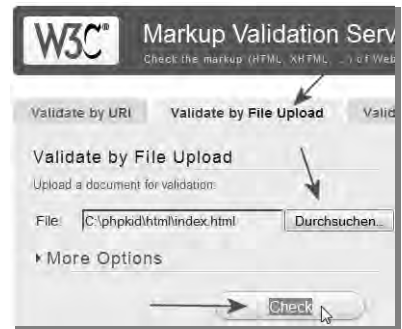 W3C®
Markup Validation Serv
Check the markup (HTML, XHTML, …) of Web
Validate by URI Validate by File Upload Valid
Validate by File Upload
Upload a document for validation:
File: C:\phpkid\html\index.html Durchsuchen...
More Options
Check